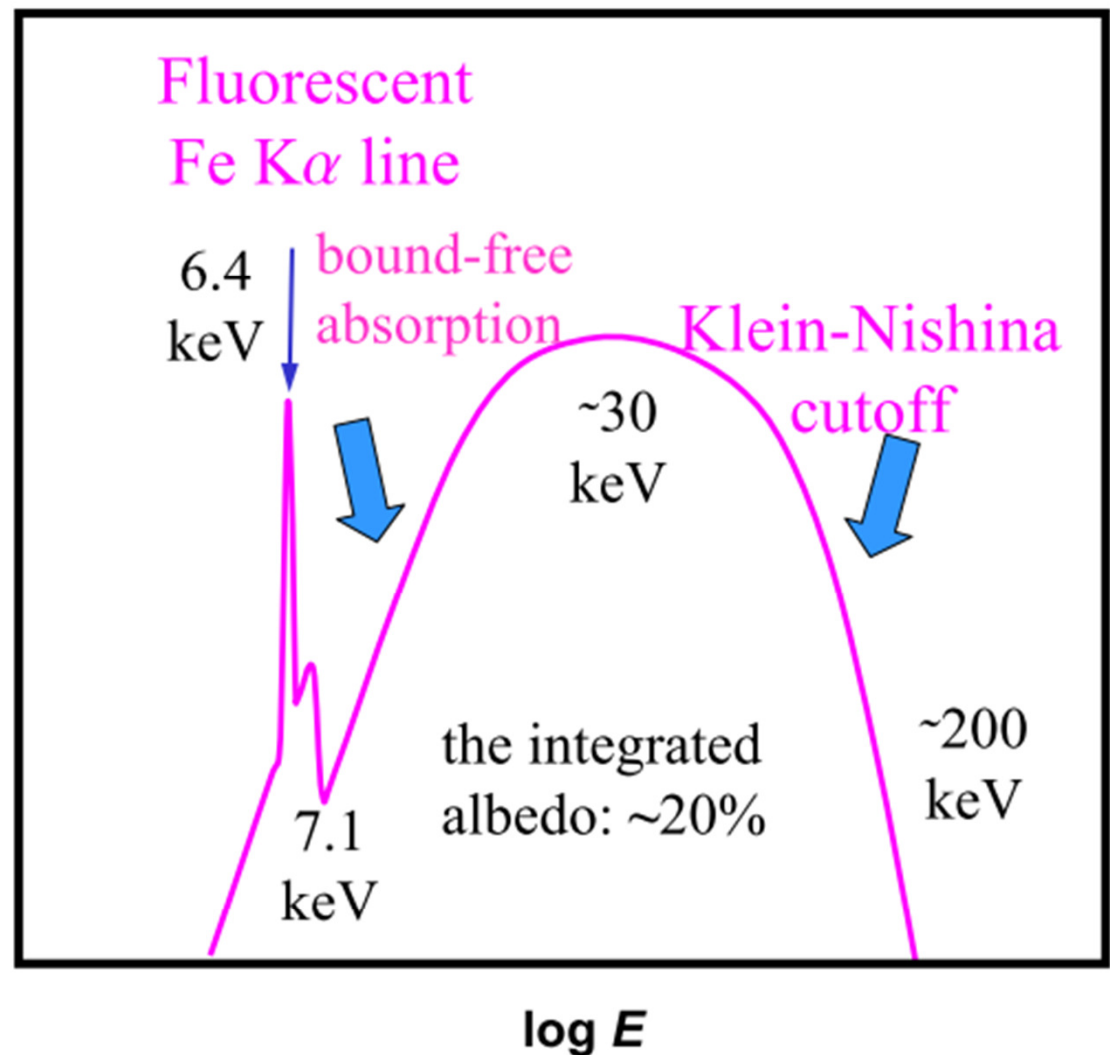 Fluorescent
Fe Kα line
6.4
keV
bound-free
absorption
Klein-Nishina
cutoff
~30
keV
the integrated
albedo: ~20%
~200
keV
7.1
keV
log E